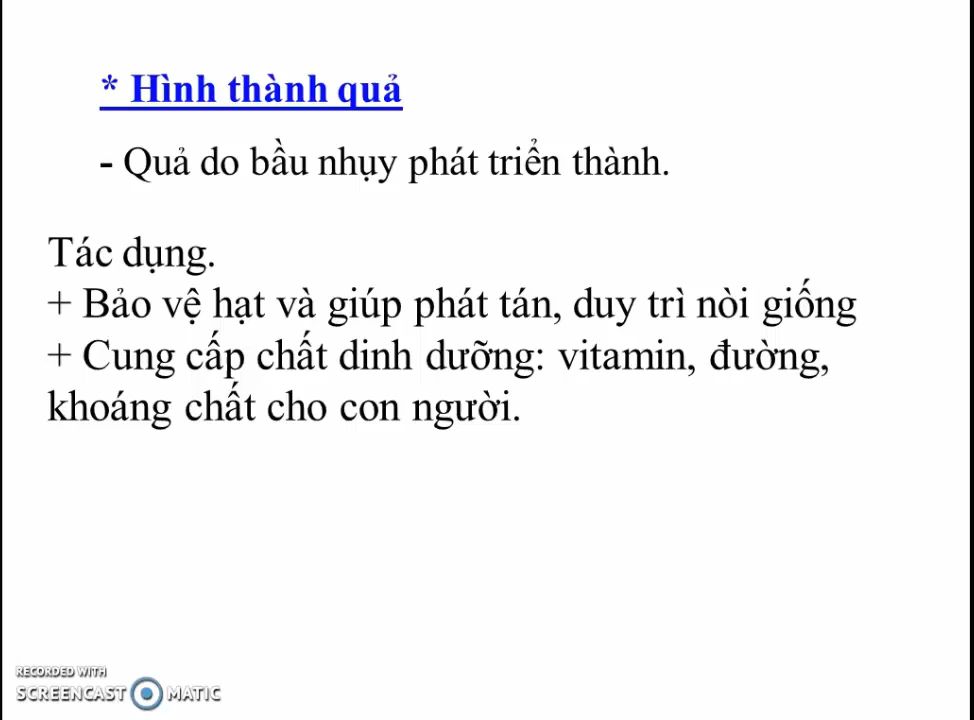 * Hình thành quả
- Quả do bầu nhụy phát triển thành.
Tác dụng.
+ Bảo vệ hạt và giúp phát tán, duy trì nòi giống
+ Cung cấp chất dinh dưỡng: vitamin, đường,
khoáng chất cho con người.
RECORDED WITH
SCREENCAST MATIC